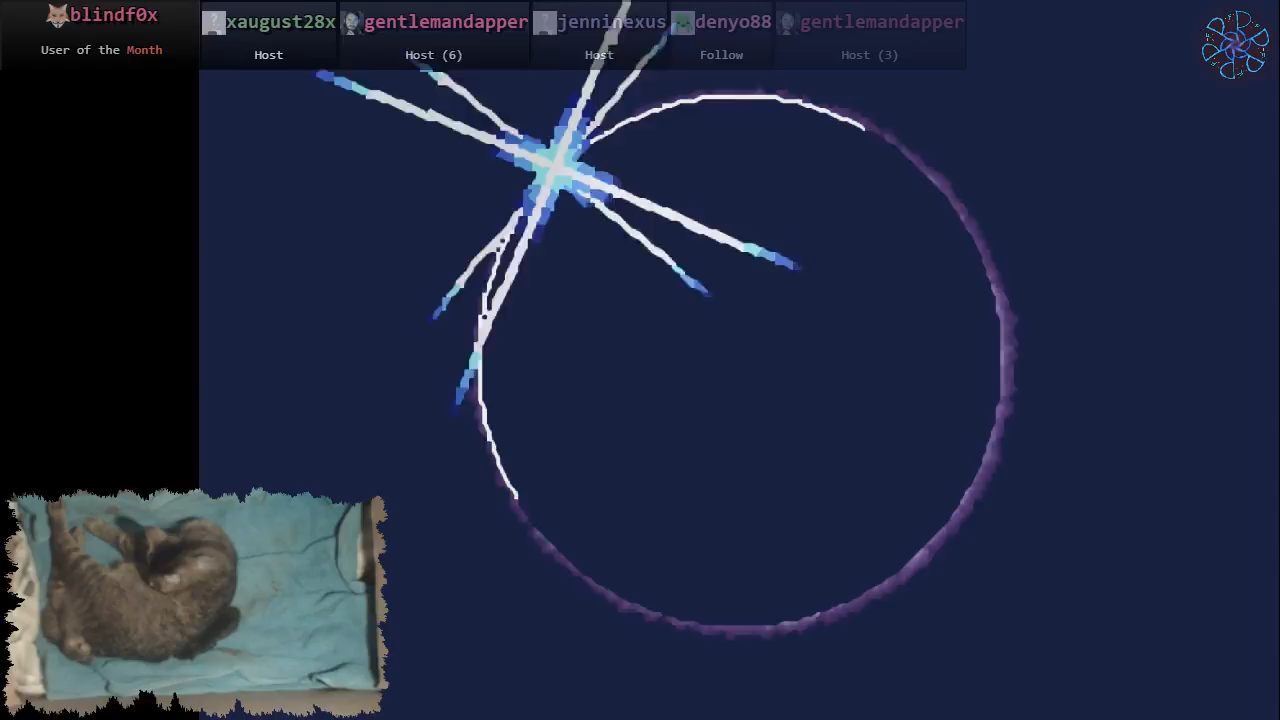 blindf0x
User of the Month
xaugust28x
Host
gentlemandapper
Host (6)
jenninexus
Host
denyo88
Follow
gentlemandapper
Host (3)